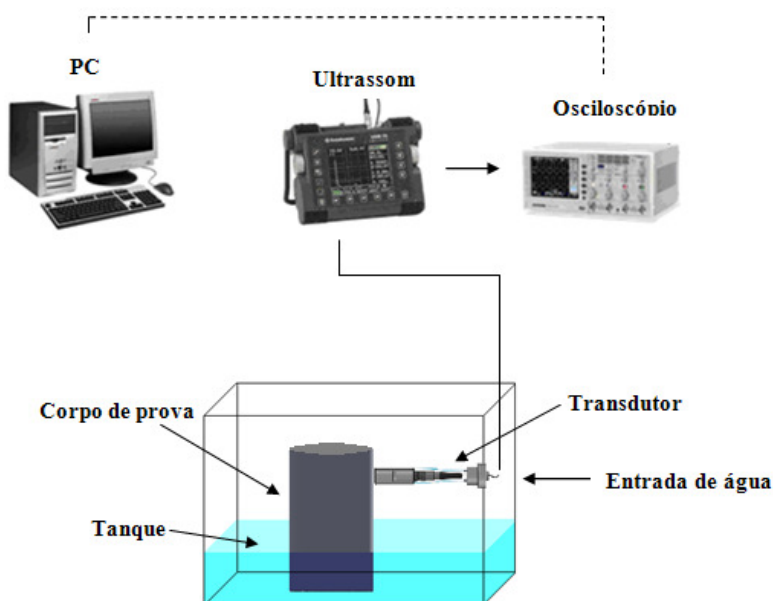 PC
Ultrassom
Osciloscópio
Corpo de prova
Transdutor
Entrada de água
Tanque